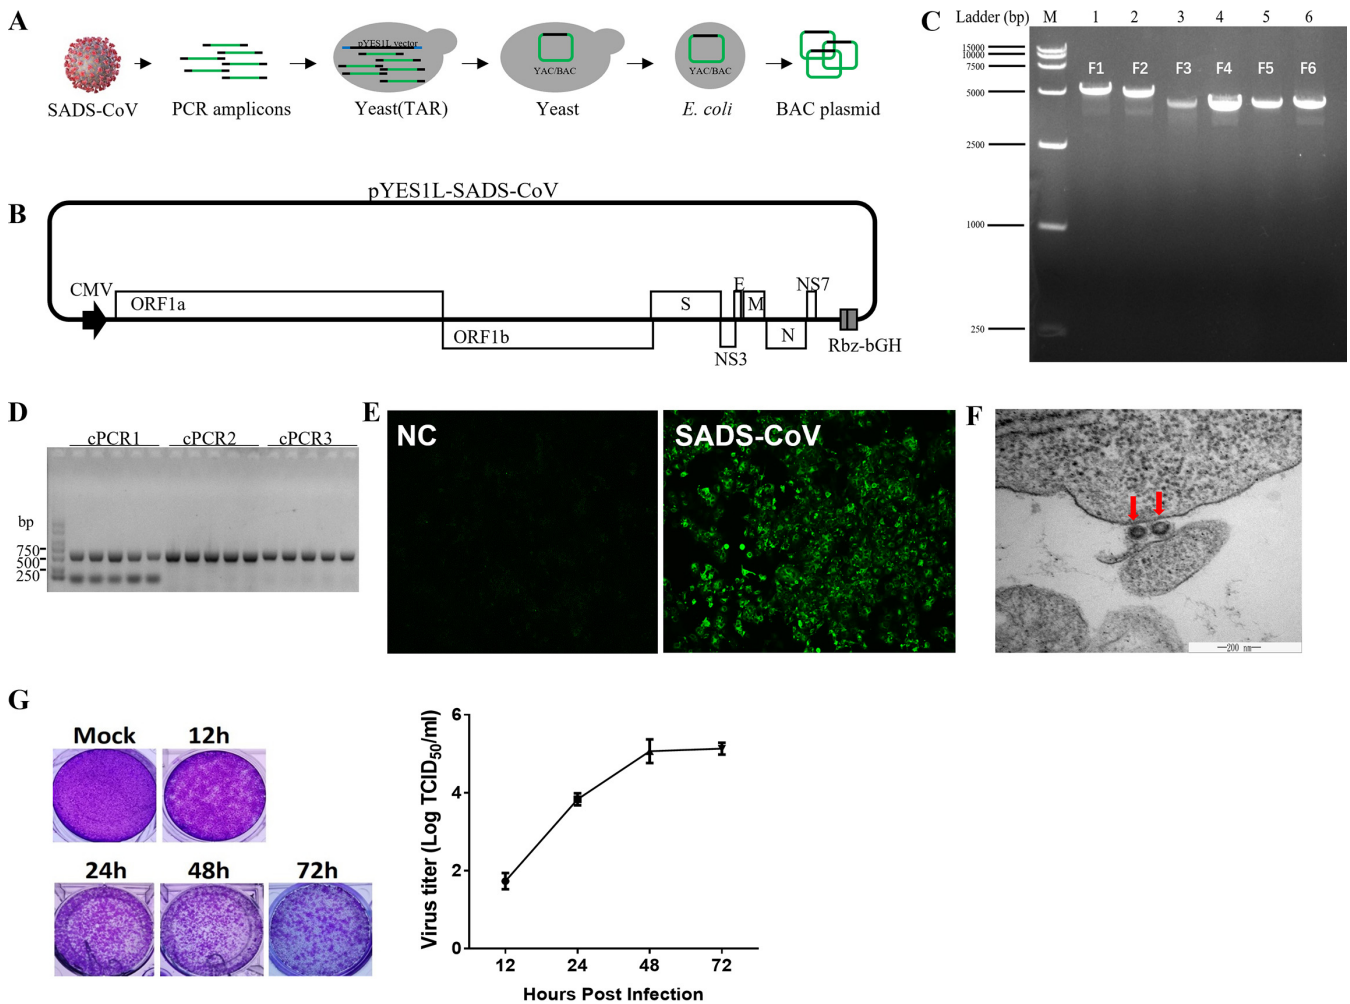 A
pYES1L vector
YAC/BAC
YAC/BAC
SADS-CoV
PCR amplicons
Yeast(TAR)
Yeast
E. coli
BAC plasmid
B
pYES1L-SADS-CoV
CMV
ORF1a
ORF1b
S
NS3
E
M
N
NS7
Rbz-bGH
C
Ladder (bp) M 1 2 3 4 5 6
15000
10000
7500
5000
2500
1000
250
F1 F2 F3 F4 F5 F6
D
cPCR1 cPCR2 cPCR3
bp
750
500
250
E
NC
SADS-CoV
F
200 nm
G
Mock 12h
24h 48h 72h
Virus titer (Log TCID50/ml)
6
4
2
0
12 24 48 72
Hours Post Infection